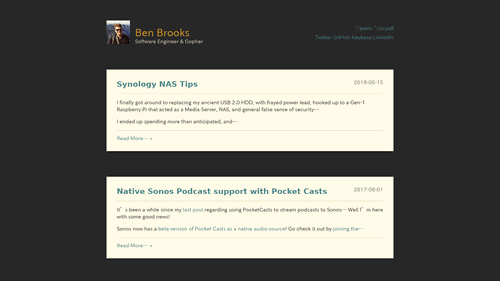 Ben Brooks
Software Engineer & Gopher
~/posts ~/cv.pdf
Twitter GitHub Keybase LinkedIn
Synology NAS Tips
2018-05-15
I finally got around to replacing my ancient USB 2.0 HDD, with frayed power lead, hooked up to a Gen-1
Raspberry PI that acted as a Media Server, NAS, and general false sense of security…
I ended up spending more than anticipated, and…
Read More… »
Native Sonos Podcast support with Pocket Casts
2017-08-01
It’s been a while since my last post regarding using PocketCasts to stream podcasts to Sonos… Well I’m here
with some good news!
Sonos now has a beta version of Pocket Casts as a native audio source! Go check it out by joining the…
Read More… »